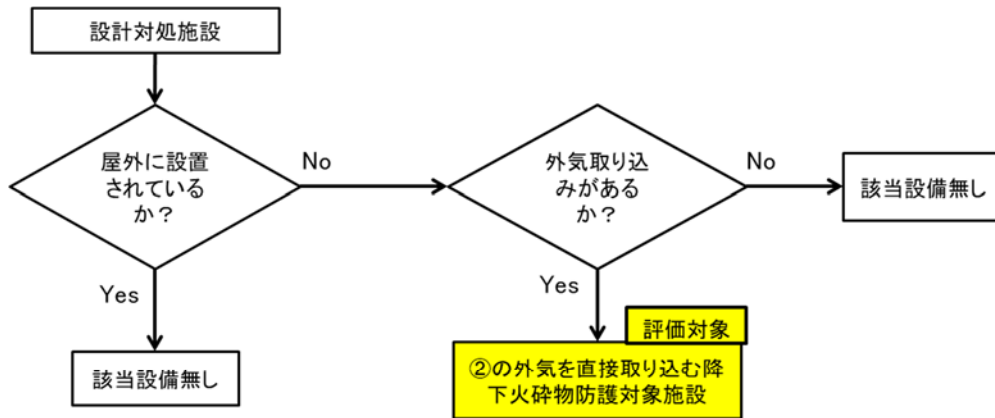 設計対処施設
屋外に設置
されている
か？
No
外気取り込
みがある
か？
No
該当設備無し
Yes
Yes
評価対象
該当設備無し
②の外気を直接取り込む降
下火砕物防護対象施設